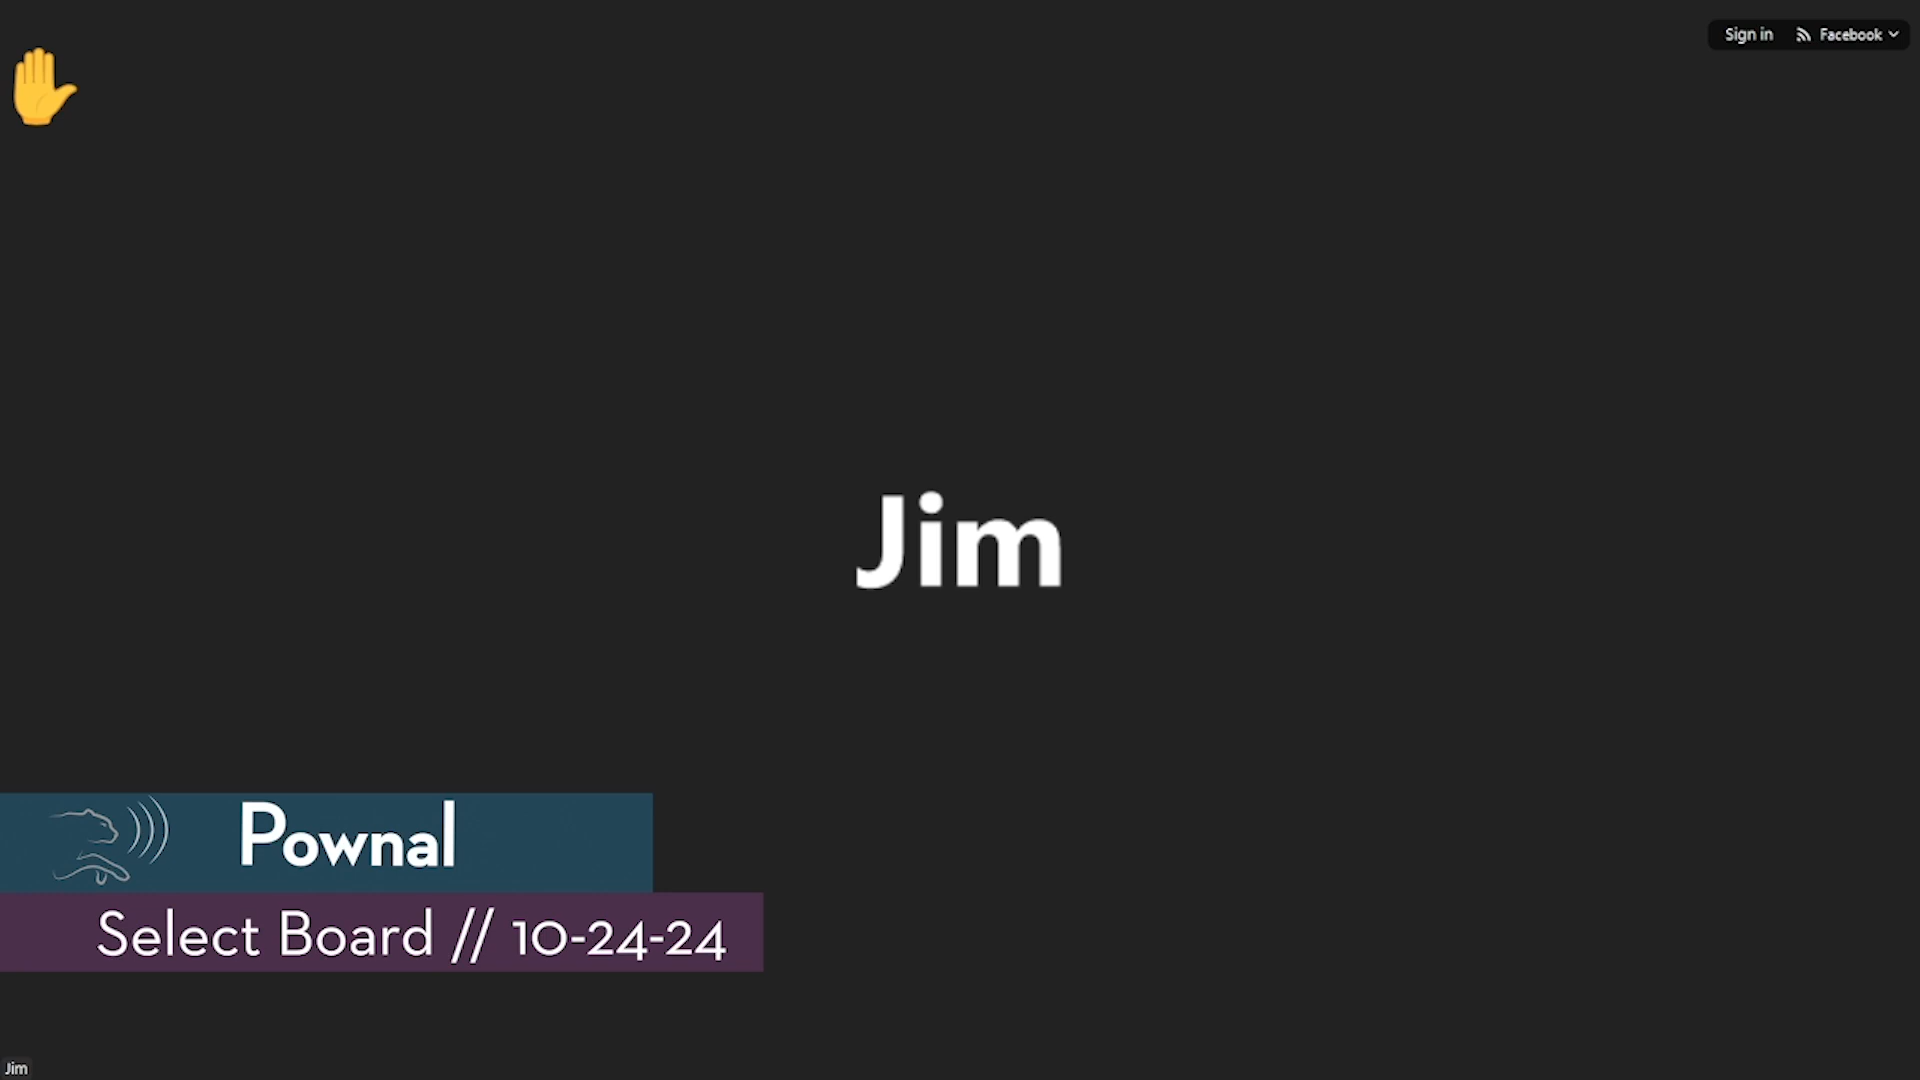 Sign in Facebook
Jim
Pownal
Select Board // 10-24-24
Jim